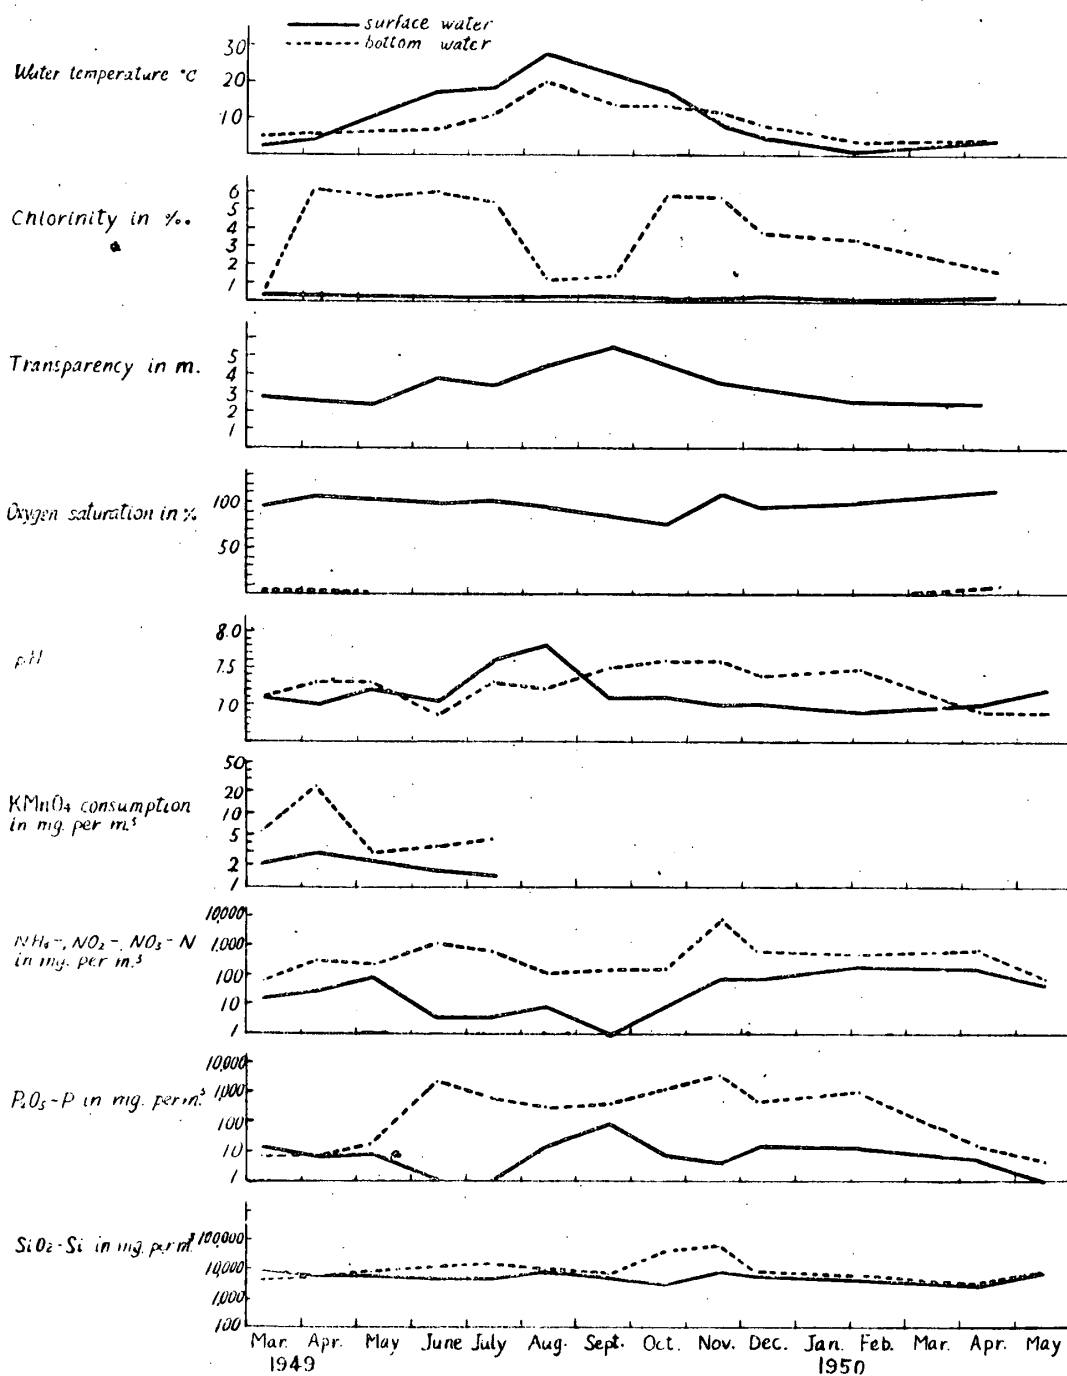 surface water
bottom water
Water temperature °C
30
20
10
Chlorinity in ‰
6
5
4
3
2
1
Transparency in m.
5
4
3
2
1
Oxygen saturation in %
100
50
pH
8.0
7.5
7.0
KMnO₄ consumption
in mg. per m.³
50
20
10
5
2
1
NH₄-, NO₂-, NO₃-N
in mg. per m.³
10,000
1,000
100
10
1
P₂O₅-P in mg. per m.³
10,000
1,000
100
10
1
SiO₂-Si in mg. per m.³
100,000
10,000
1,000
100
Mar. Apr. May June July Aug. Sept. Oct. Nov. Dec. Jan. Feb. Mar. Apr. May
1949 1950